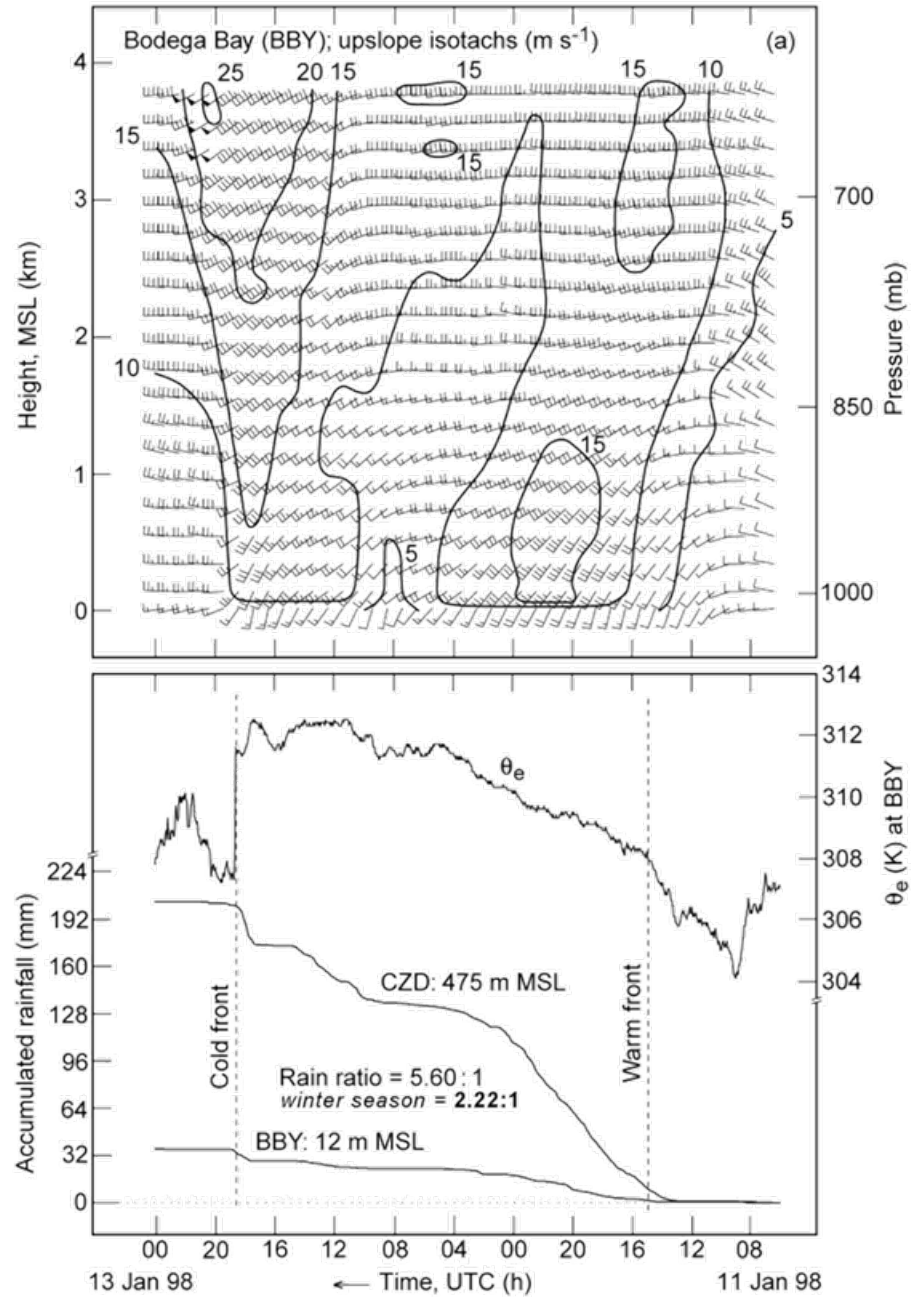 Bodega Bay (BBY); upslope isotachs (m s⁻¹) (a)
25 20 15 15 15 10
15
15
10
5
15
5
4
3
2
1
0
Height, MSL (km)
700
850
1000
Pressure (mb)
314
312
310
308
306
304
θe (K) at BBY
θe
224
192
160
128
96
64
32
0
Accumulated rainfall (mm)
Cold front
Warm front
CZD: 475 m MSL
Rain ratio = 5.60 : 1
winter season = 2.22:1
BBY: 12 m MSL
00 20 16 12 08 04 00 20 16 12 08
13 Jan 98 ← Time, UTC (h) 11 Jan 98